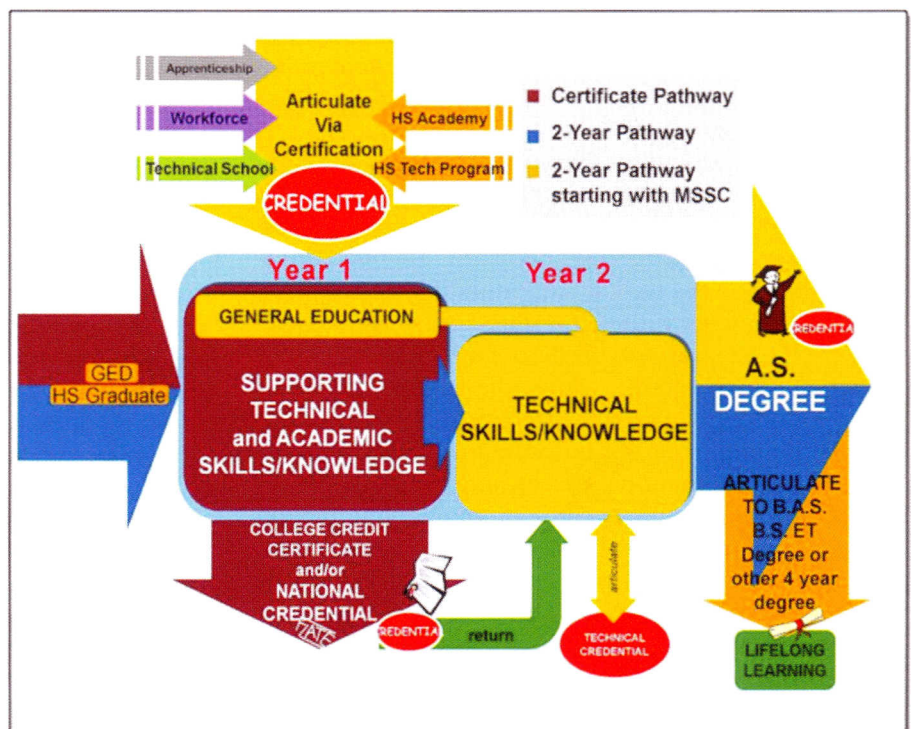 Apprenticeship
Workforce
Technical School
Articulate
Via
Certification
HS Academy
HS Tech Program
CREDENTIAL
Certificate Pathway
2-Year Pathway
2-Year Pathway
starting with MSSC
Year 1
Year 2
GENERAL EDUCATION
GED
HS Graduate
SUPPORTING
TECHNICAL
and ACADEMIC
SKILLS/KNOWLEDGE
TECHNICAL
SKILLS/KNOWLEDGE
REDENTIA
A.S.
DEGREE
COLLEGE CREDIT
CERTIFICATE
and/or
NATIONAL
CREDENTIAL
CREDENTIAL
return
articulate
TECHNICAL
CREDENTIAL
ARTICULATE
TO B.A.S.
B.S. ET
Degree or
other 4 year
degree
LIFELONG
LEARNING